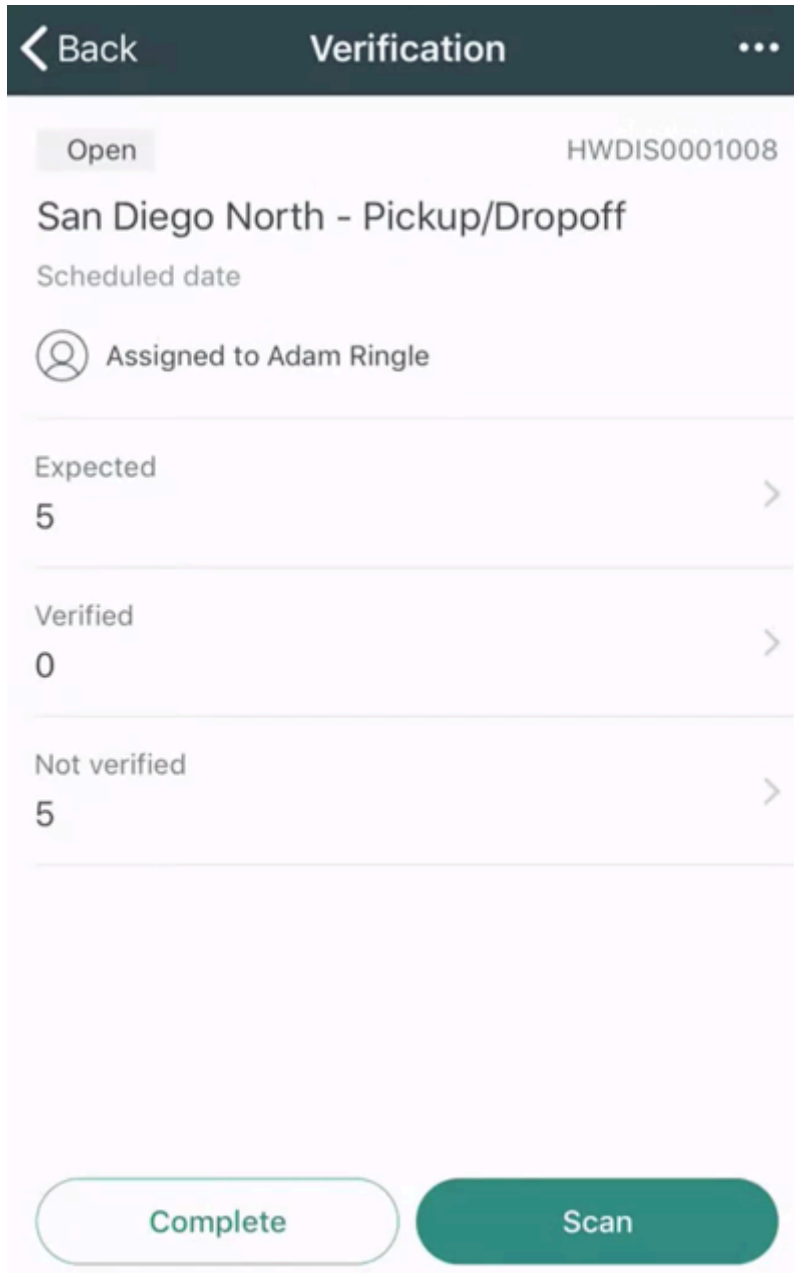 Back Verification ...
Open HWDIS0001008
San Diego North - Pickup/Dropoff
Scheduled date
Assigned to Adam Ringle
Expected
5
Verified
0
Not verified
5
Complete Scan